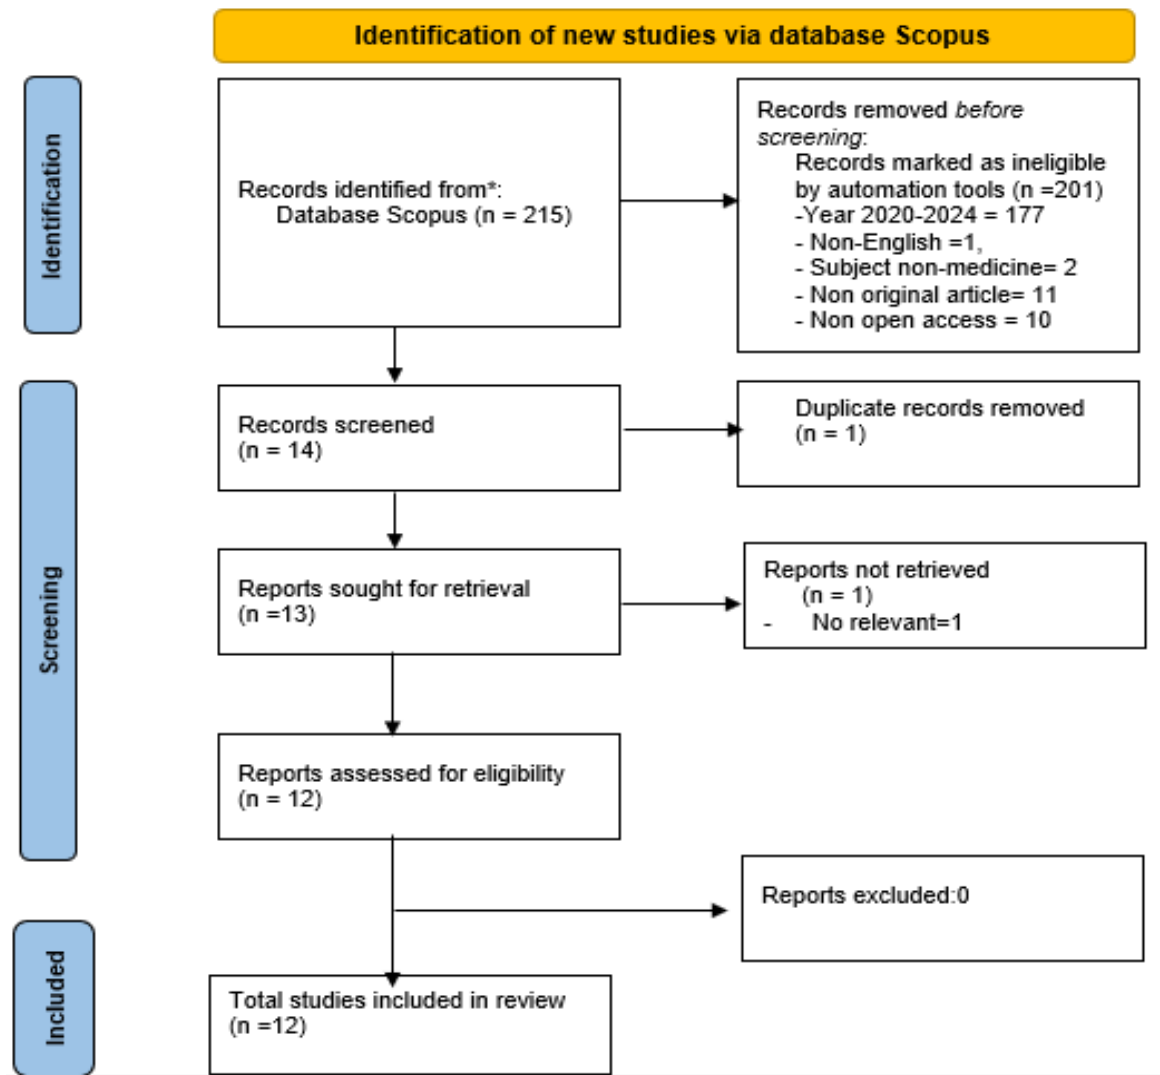 Identification of new studies via database Scopus
Identification
Records identified from*:
Database Scopus (n = 215)
Records removed before
screening:
Records marked as ineligible
by automation tools (n =201)
-Year 2020-2024 = 177
- Non-English =1,
- Subject non-medicine= 2
- Non original article= 11
- Non open access = 10
Screening
Records screened
(n = 14)
Duplicate records removed
(n = 1)
Reports sought for retrieval
(n =13)
Reports not retrieved
(n = 1)
- No relevant=1
Reports assessed for eligibility
(n = 12)
Reports excluded:0
Included
Total studies included in review
(n =12)